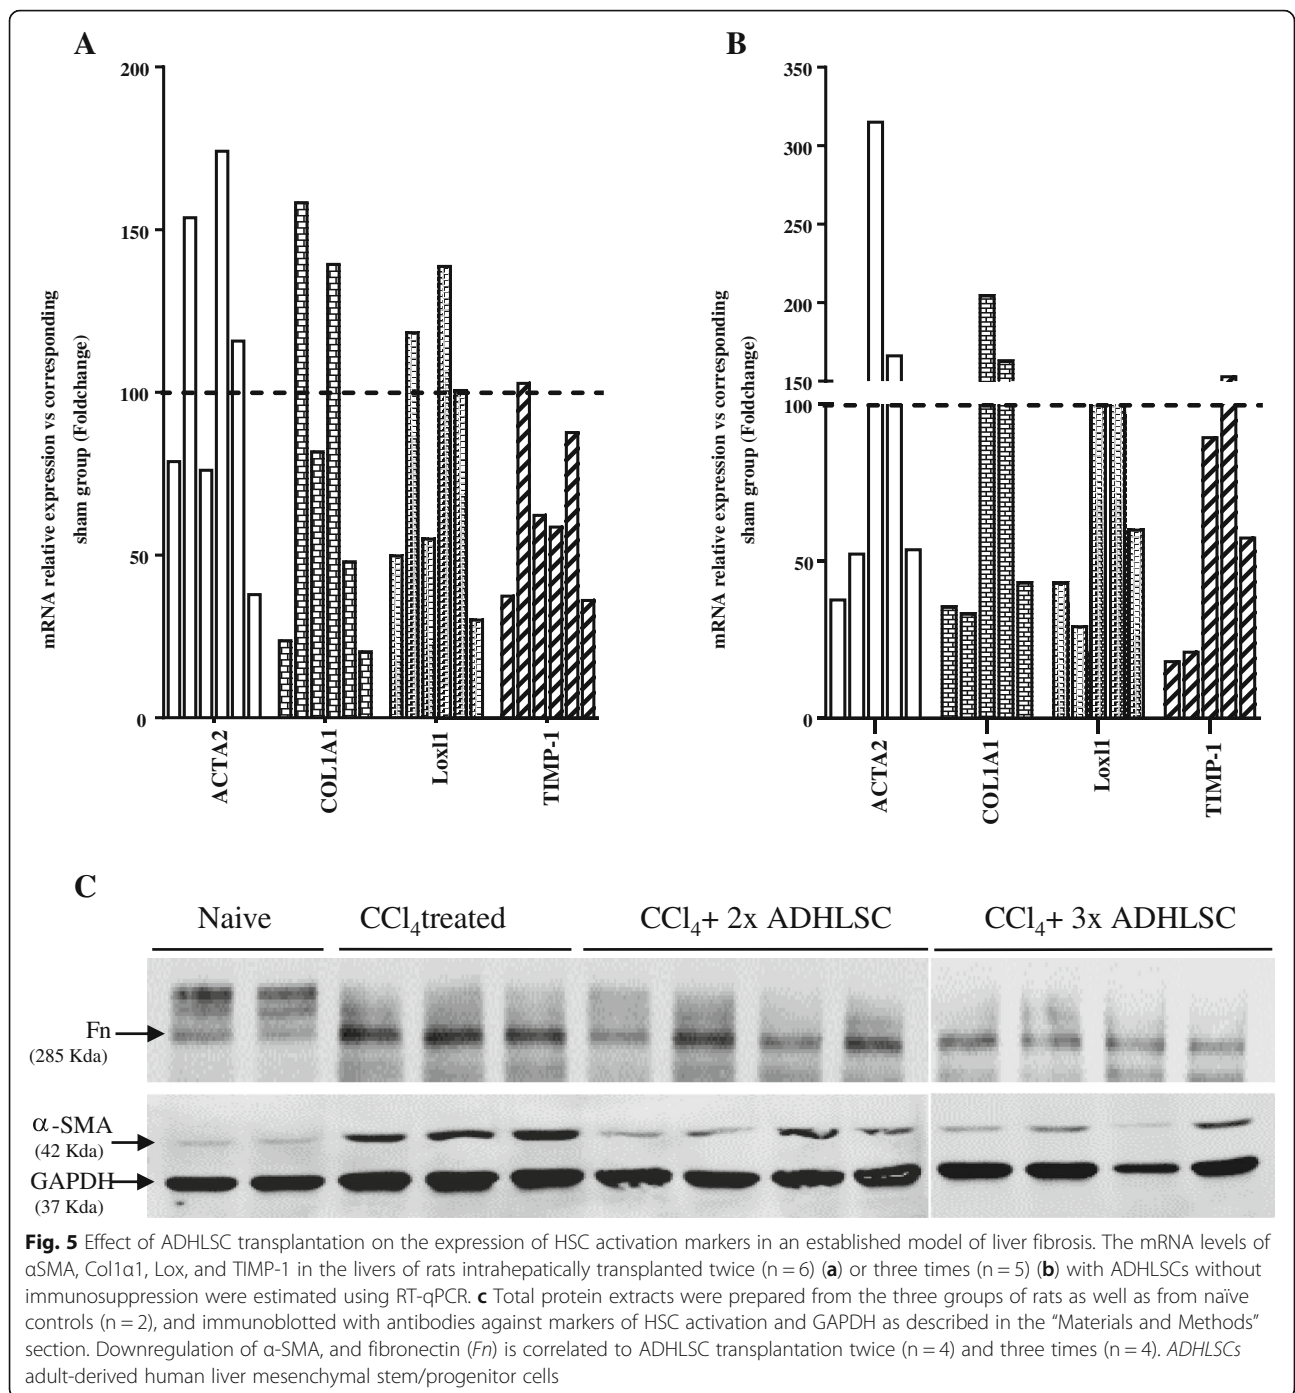 A
B
200
150
100
50
0
mRNA relative expression vs corresponding
sham group (Foldchange)
ACTA2
COL1A1
Loxl1
TIMP-1
350
300
250
200
150
100
50
0
mRNA relative expression vs corresponding
sham group (Foldchange)
ACTA2
COL1A1
Loxl1
TIMP-1
C
Naive
CCl4treated
CCl4+ 2x ADHLSC
CCl4+ 3x ADHLSC
Fn
(285 Kda)
α-SMA
(42 Kda)
GAPDH
(37 Kda)
Fig. 5 Effect of ADHLSC transplantation on the expression of HSC activation markers in an established model of liver fibrosis. The mRNA levels of
αSMA, Col1α1, Lox, and TIMP-1 in the livers of rats intrahepatically transplanted twice (n = 6) (a) or three times (n = 5) (b) with ADHLSCs without
immunosuppression were estimated using RT-qPCR. c Total protein extracts were prepared from the three groups of rats as well as from naïve
controls (n = 2), and immunoblotted with antibodies against markers of HSC activation and GAPDH as described in the “Materials and Methods”
section. Downregulation of α-SMA, and fibronectin (Fn) is correlated to ADHLSC transplantation twice (n = 4) and three times (n = 4). ADHLSCs
adult-derived human liver mesenchymal stem/progenitor cells